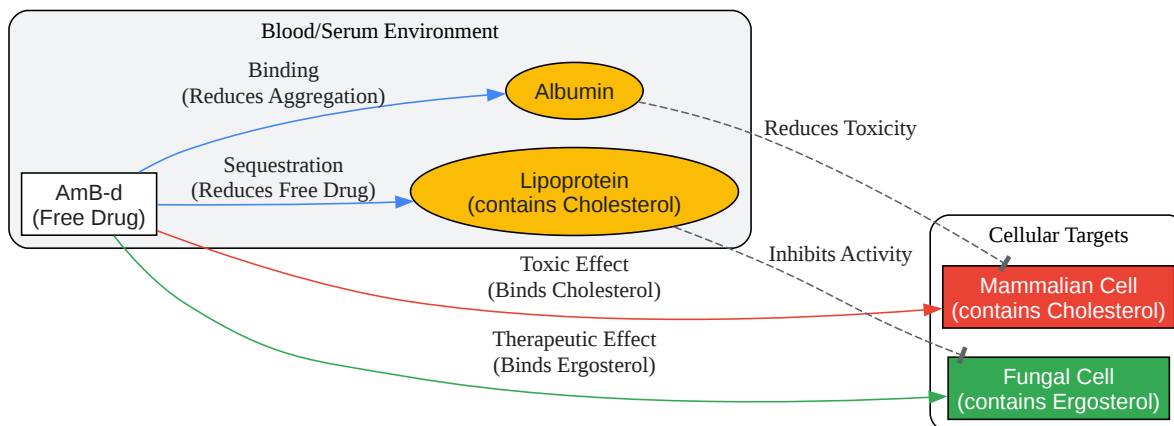 Blood/Serum Environment
Binding
(Reduces Aggregation)
Albumin
Reduces Toxicity
Sequestration
(Reduces Free Drug)
Lipoprotein
(contains Cholesterol)
AmB-d
(Free Drug)
Cellular Targets
Inhibits Activity
Toxic Effect
(Binds Cholesterol)
Mammalian Cell
(contains Cholesterol)
Therapeutic Effect
(Binds Ergosterol)
Fungal Cell
(contains Ergosterol)